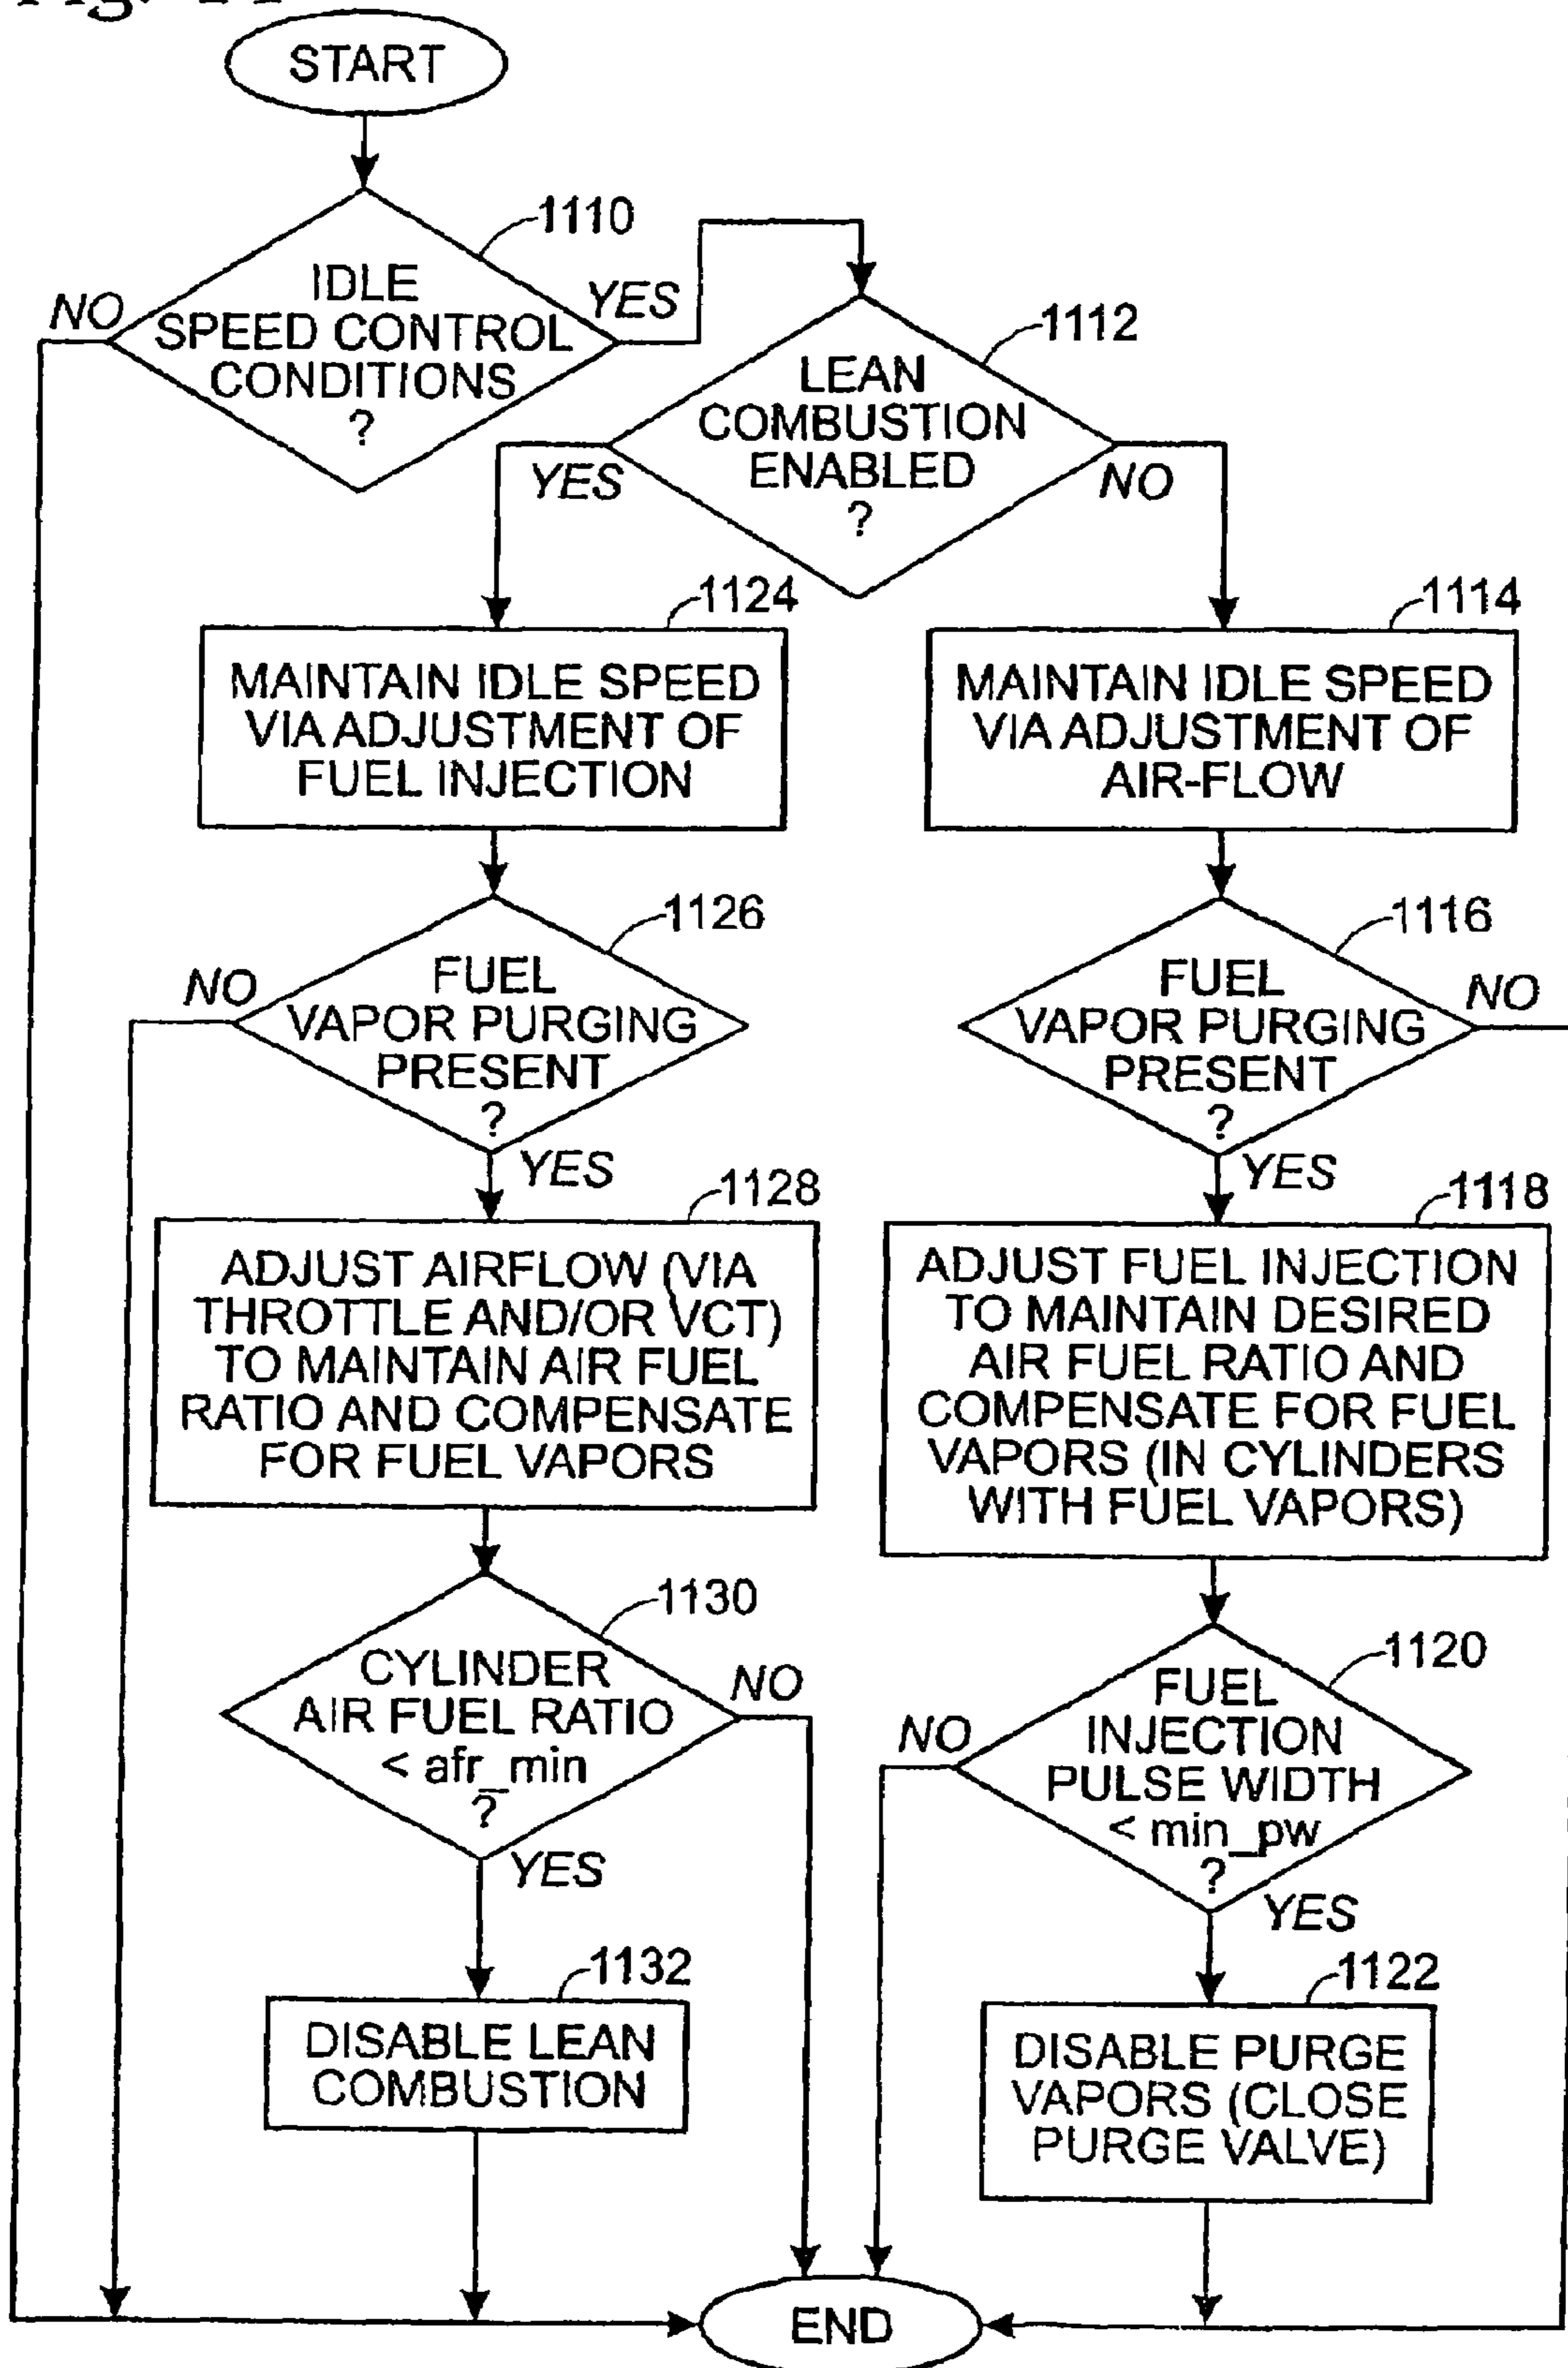 START
1110
IDLE
SPEED CONTROL
CONDITIONS
?
NO
YES
1112
LEAN
COMBUSTION
ENABLED
?
YES
NO
1124
MAINTAIN IDLE SPEED
VIA ADJUSTMENT OF
FUEL INJECTION
1114
MAINTAIN IDLE SPEED
VIA ADJUSTMENT OF
AIR-FLOW
1126
FUEL
VAPOR PURGING
PRESENT
?
NO
YES
1116
FUEL
VAPOR PURGING
PRESENT
?
NO
YES
1128
ADJUST AIRFLOW (VIA
THROTTLE AND/OR VCT)
TO MAINTAIN AIR FUEL
RATIO AND COMPENSATE
FOR FUEL VAPORS
1118
ADJUST FUEL INJECTION
TO MAINTAIN DESIRED
AIR FUEL RATIO AND
COMPENSATE FOR FUEL
VAPORS (IN CYLINDERS
WITH FUEL VAPORS)
1130
CYLINDER
AIR FUEL RATIO
< afr_min
?
NO
YES
1120
FUEL
INJECTION
PULSE WIDTH
< min_pw
?
NO
YES
1132
DISABLE LEAN
COMBUSTION
1122
DISABLE PURGE
VAPORS (CLOSE
PURGE VALVE)
END